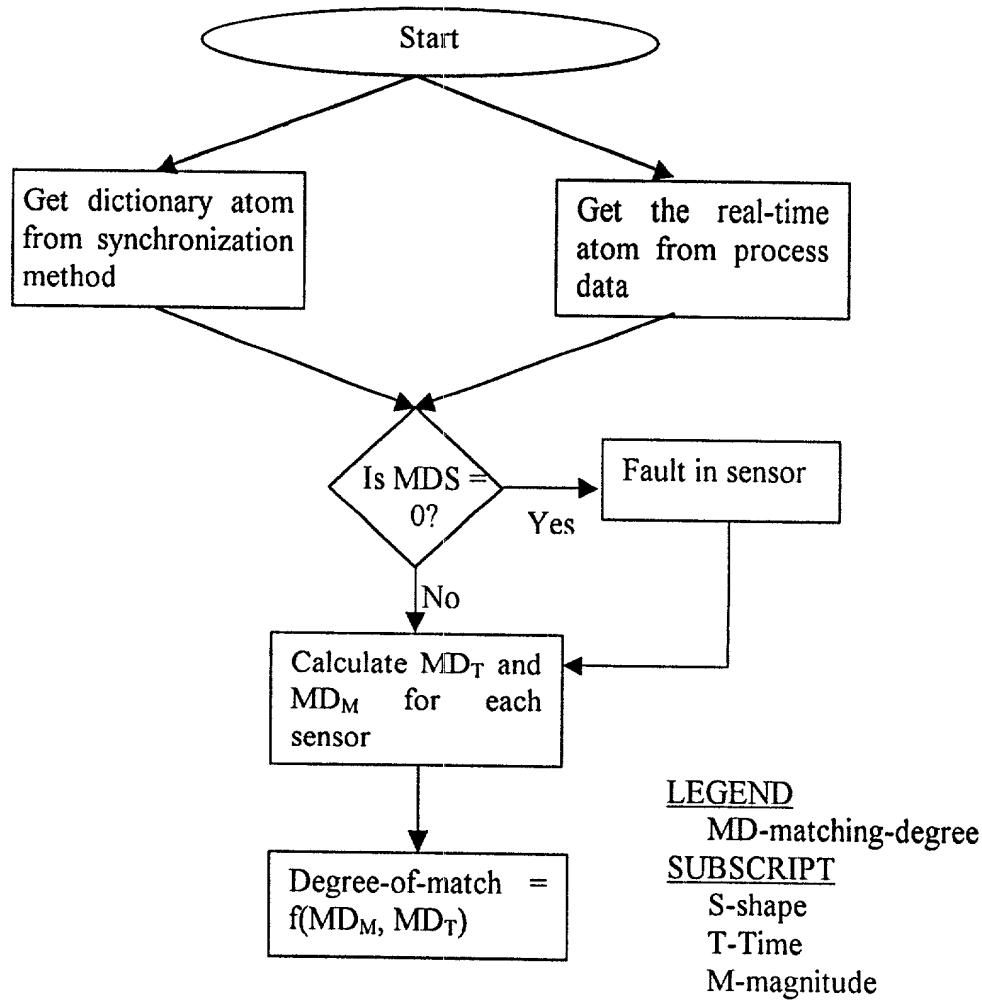 Start
Get dictionary atom
from synchronization
method
Get the real-time
atom from process
data
Is MDS =
0?
Yes
Fault in sensor
No
Calculate MDT and
MDM for each
sensor
Degree-of-match =
f(MDM, MDT)
LEGEND
MD-matching-degree
SUBSCRIPT
S-shape
T-Time
M-magnitude